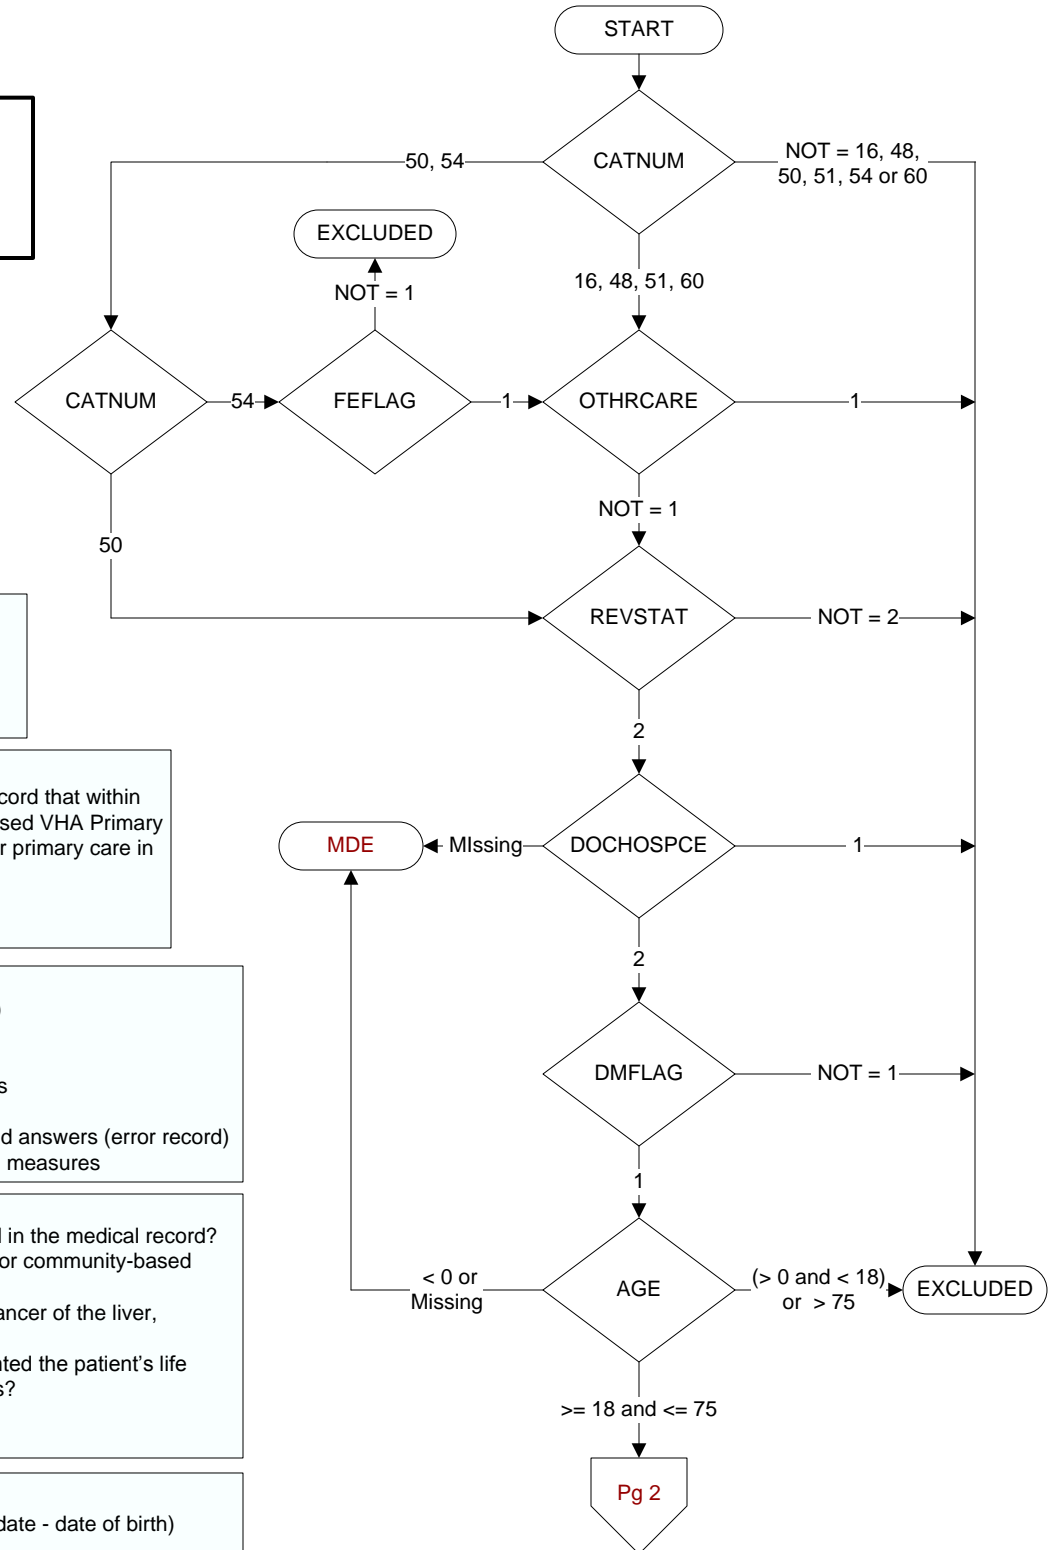 START
CATNUM
50, 54
NOT = 16, 48,
50, 51, 54 or 60
EXCLUDED
NOT = 1
16, 48, 51, 60
CATNUM
54
FEFLAG
1
OTHRCARE
1
NOT = 1
50
REVSTAT
NOT = 2
2
cord that within
sed VHA Primary
r primary care in
MDE
MIssing
DOCHOSPCE
1
2
)
s
d answers (error record)
measures
DMFLAG
NOT = 1
1
l in the medical record?
or community-based
ancer of the liver,
ted the patient's life
s?
< 0 or
Missing
AGE
(> 0 and < 18)
or > 75
EXCLUDED
>= 18 and <= 75
Pg 2
date - date of birth)